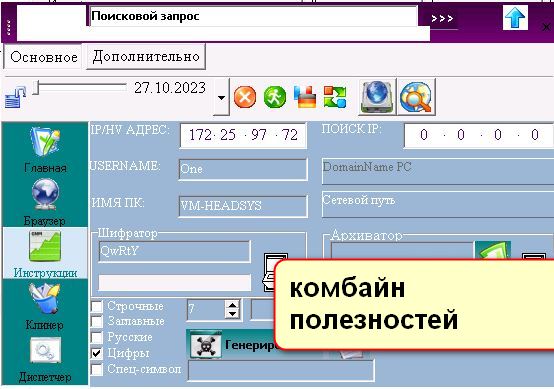 Поисковой запрос
>>>
Основное Дополнительно
27.10.2023
IP/HV АДРЕС: 172 . 25 . 97 . 72 ПОИСК IP: 0 . 0 . 0 . 0
USERNAME: One DomainName PC
ИМЯ ПК: VM-HEADSYS Сетевой путь
Главная
Браузер
Инструкции
Клинер
Диспетчер
Шифратор Архиватор
QwRtY
Строчные 7
Заглавные
Русские
Цифры
Спец-символ
Генериро
комбайн
полезностей